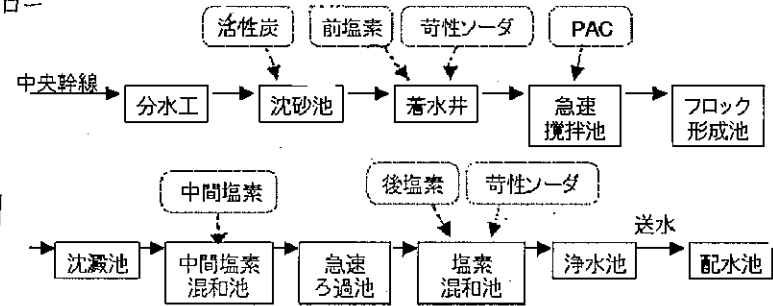 ロー
活性炭 前塩素 苛性ソーダ PAC
中央幹線
分水工 沈砂池 着水井 急速 フロック
攪拌池 形成池
中間塩素 後塩素 苛性ソーダ
送水
沈澱池 中間塩素 急速 塩素 浄水池 配水池
混和池 ろ過池 混和池